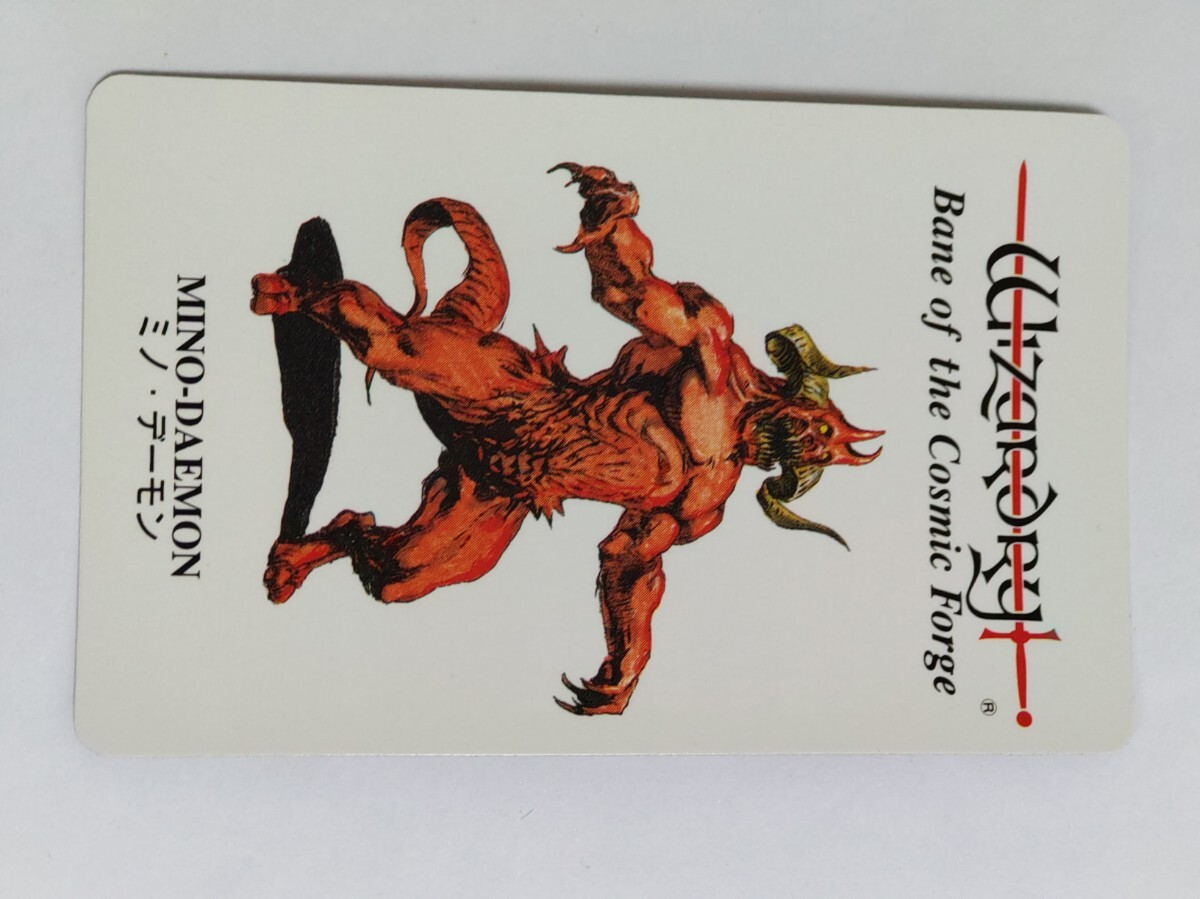 Wizardry
Bane of the Cosmic Forge
®
MINO-DAEMON
ミノ・デーモン